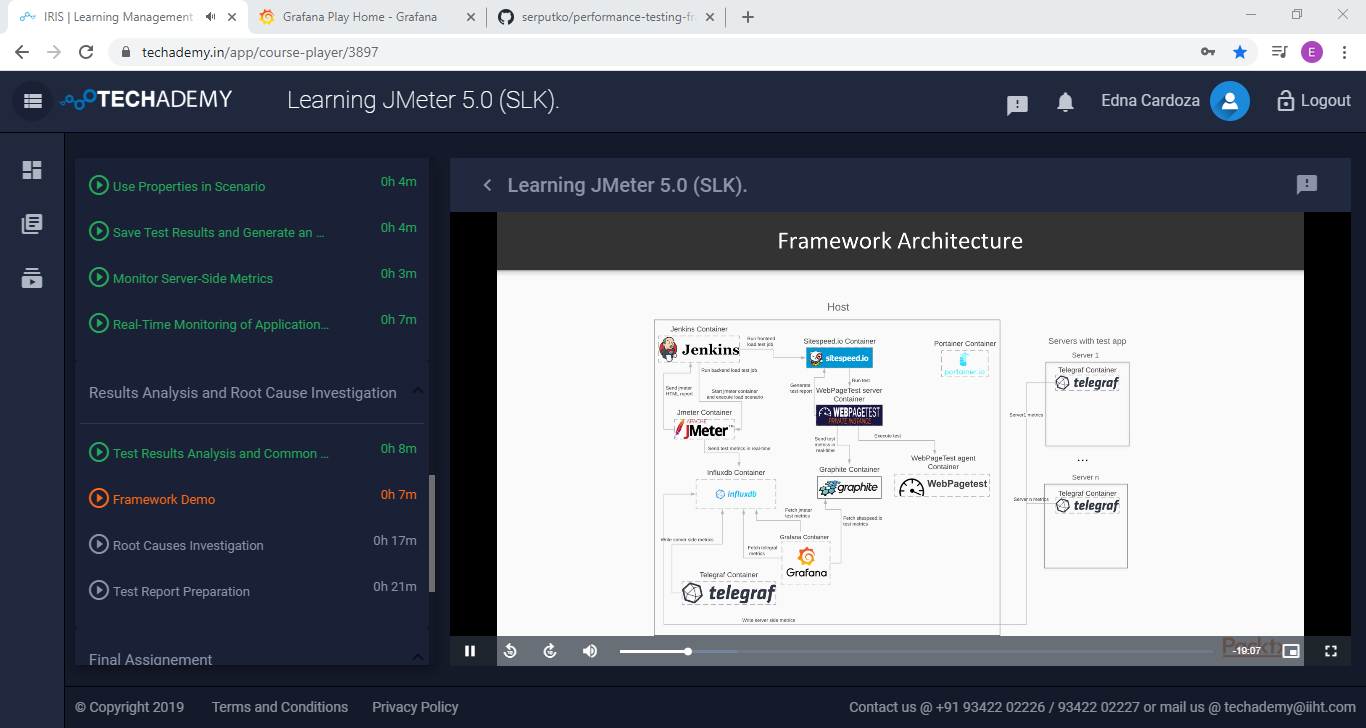 IRIS | Learning Management
Grafana Play Home - Grafana
serputko/performance-testing-fr
techademy.in/app/course-player/3897
E
TECHADEMY
Learning JMeter 5.0 (SLK).
Edna Cardoza
Logout
Use Properties in Scenario
0h 4m
Save Test Results and Generate an ...
0h 4m
Monitor Server-Side Metrics
0h 3m
Real-Time Monitoring of Application...
0h 7m
Results Analysis and Root Cause Investigation
Test Results Analysis and Common ...
0h 8m
Framework Demo
0h 7m
Root Causes Investigation
0h 17m
Test Report Preparation
0h 21m
Final Assignement
Learning JMeter 5.0 (SLK).
Framework Architecture
Host
Jenkins Container
Jenkins
Run frontend
load test job
Sitespeed.io Container
sitespeed.io
Portainer Container
portainer.io
Run backend load test job
Send jmeter
HTML report
Start jmeter container
and execute load scenario
Generate
test report
Run test
WebPageTest server
Container
WEBPAGETEST
PRIVATE INSTANCE
Jmeter Container
APACHE
JMeter™
Send test metrics in real-time
Send test
metrics in
real-time
Execute test
WebPageTest agent
Container
WebPagetest
Influxdb Container
influxdb
Graphite Container
graphite
Fetch jmeter
test metrics
Fetch sitespeed.io
test metrics
Write server side metrics
Fetch telegraf
metrics
Grafana Container
Grafana
Telegraf Container
telegraf
Write server side metrics
Servers with test app
Server 1
Telegraf Container
telegraf
Server1 metrics
...
Server n
Telegraf Container
telegraf
Server n metrics
Packt>
-19:07
© Copyright 2019
Terms and Conditions
Privacy Policy
Contact us @ +91 93422 02226 / 93422 02227 or mail us @ techademy@iiht.com